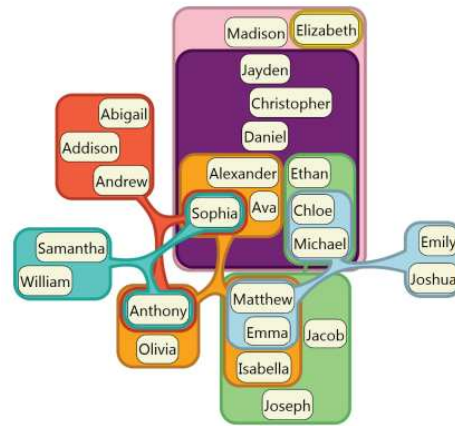 Madison
Elizabeth
Jayden
Christopher
Daniel
Abigail
Addison
Andrew
Alexander
Ethan
Sophia
Ava
Chloe
Michael
Samantha
William
Emily
Joshua
Anthony
Olivia
Matthew
Emma
Jacob
Isabella
Joseph